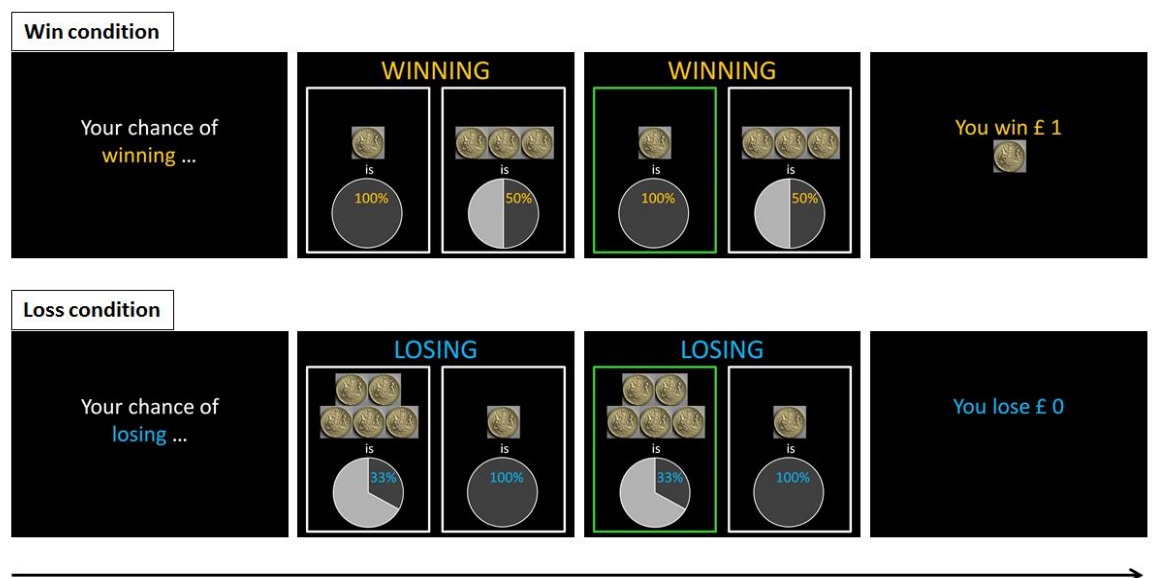 Win condition
Your chance of
winning ...
WINNING
is
100%
is
50%
WINNING
is
100%
is
50%
You win £ 1
Loss condition
Your chance of
losing ...
LOSING
is
33%
is
100%
LOSING
is
33%
is
100%
You lose £ 0